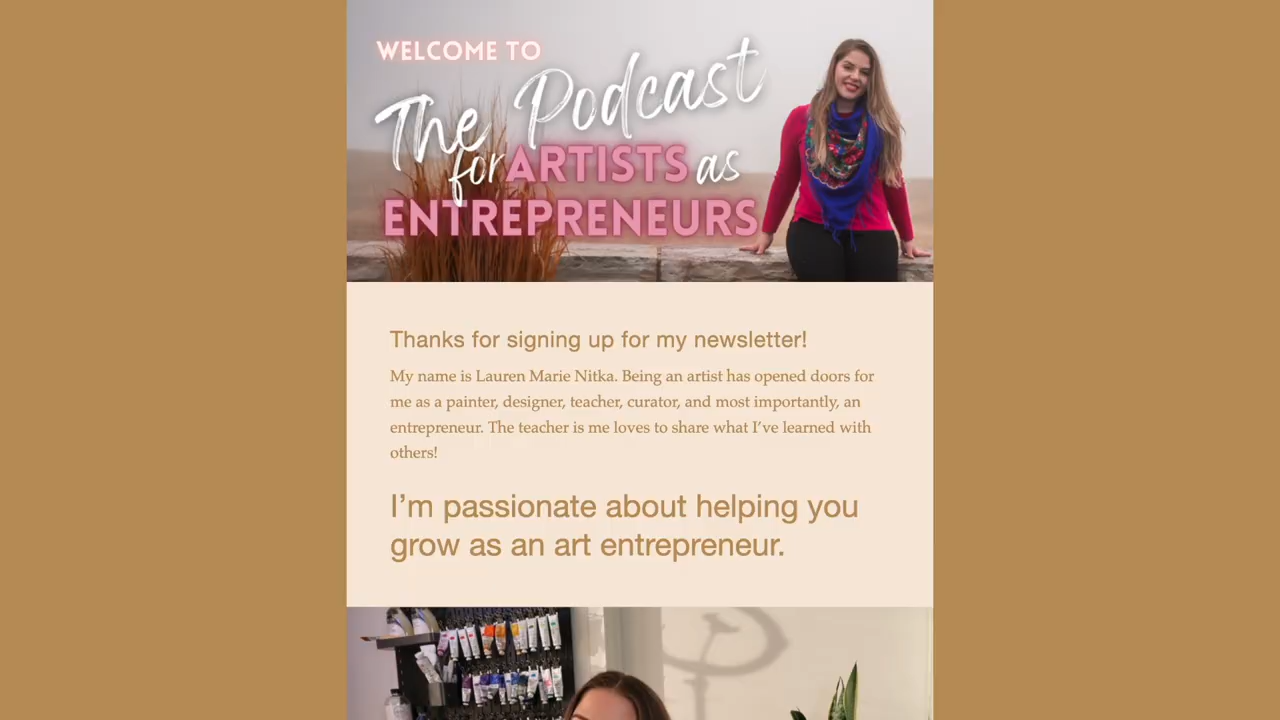 WELCOME TO
The Podcast
for ARTISTS as
ENTREPRENEURS
Thanks for signing up for my newsletter!
My name is Lauren Marie Nitka. Being an artist has opened doors for
me as a painter, designer, teacher, curator, and most importantly, an
entrepreneur. The teacher is me loves to share what I’ve learned with
others!
I’m passionate about helping you
grow as an art entrepreneur.